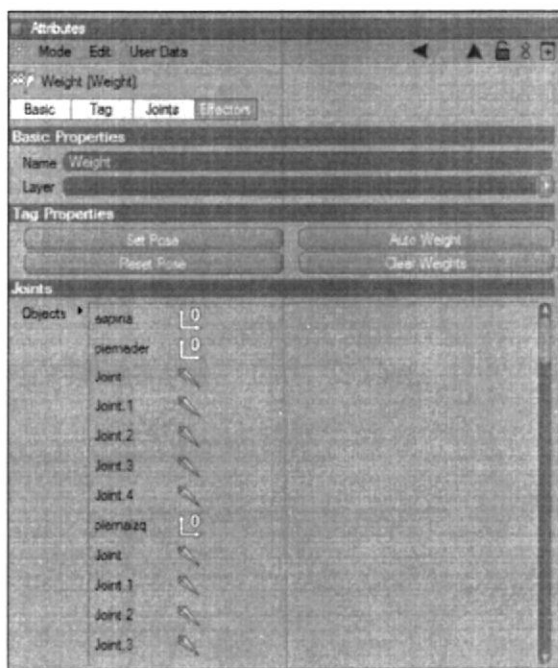 Attributes
Mode Edit User Data
Weight [Weight]
Basic Tag Joints Effectors
Basic Properties
Name Weight
Layer
Tag Properties
Set Pose Auto Weight
Reset Pose Clear Weights
Joints
Objects espina
piernader
Joint
Joint.1
Joint.2
Joint.3
Joint.4
piernaizq
Joint
Joint.1
Joint.2
Joint.3